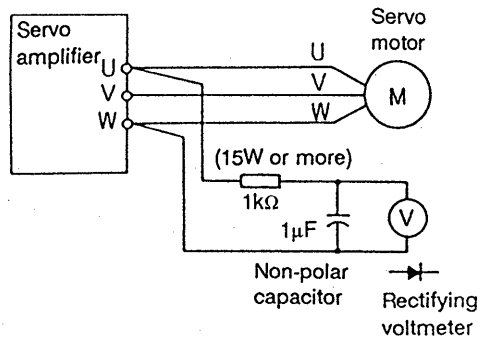 Servo
amplifier
U
V
W
U
V
W
Servo
motor
M
(15W or more)
1kΩ
1μF
V
Non-polar
capacitor
Rectifying
voltmeter